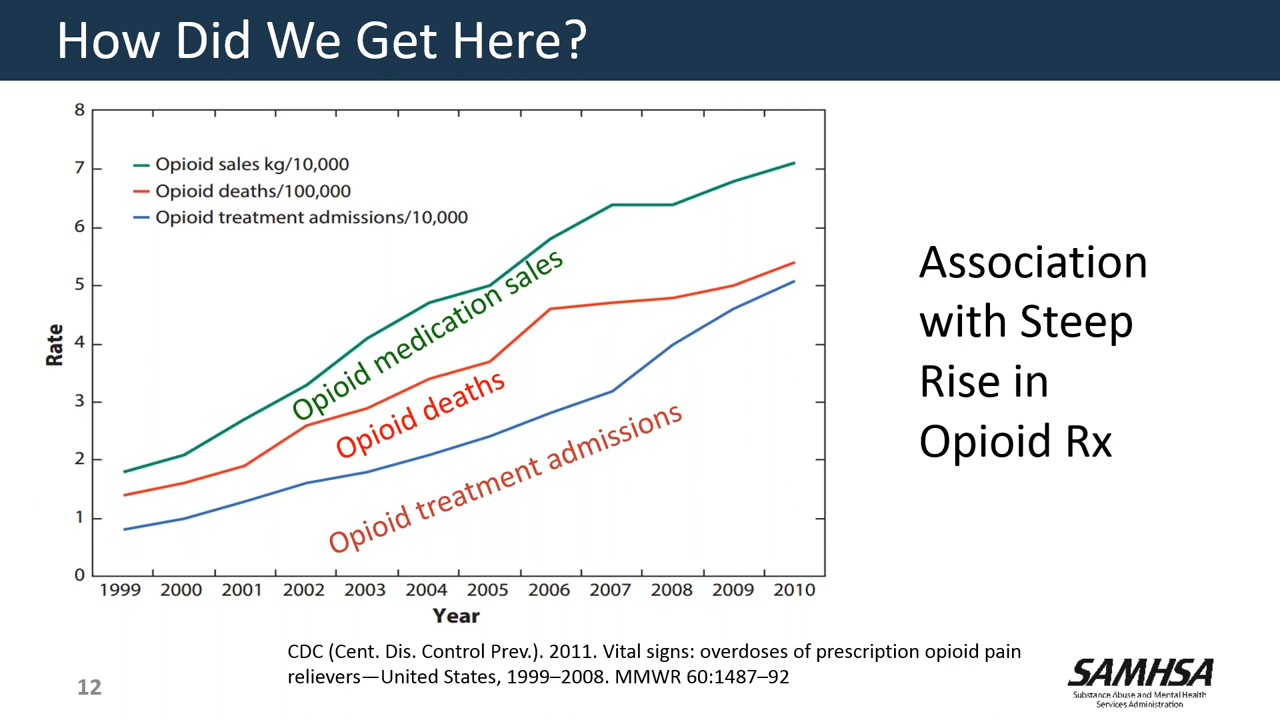 How Did We Get Here?
8
7
6
5
4
3
2
1
0
Rate
Opioid sales kg/10,000
Opioid deaths/100,000
Opioid treatment admissions/10,000
Opioid medication sales
Opioid deaths
Opioid treatment admissions
1999 2000 2001 2002 2003 2004 2005 2006 2007 2008 2009 2010
Year
Association
with Steep
Rise in
Opioid Rx
CDC (Cent. Dis. Control Prev.). 2011. Vital signs: overdoses of prescription opioid pain
relievers—United States, 1999–2008. MMWR 60:1487–92
12
SAMHSA
Substance Abuse and Mental Health
Services Administration